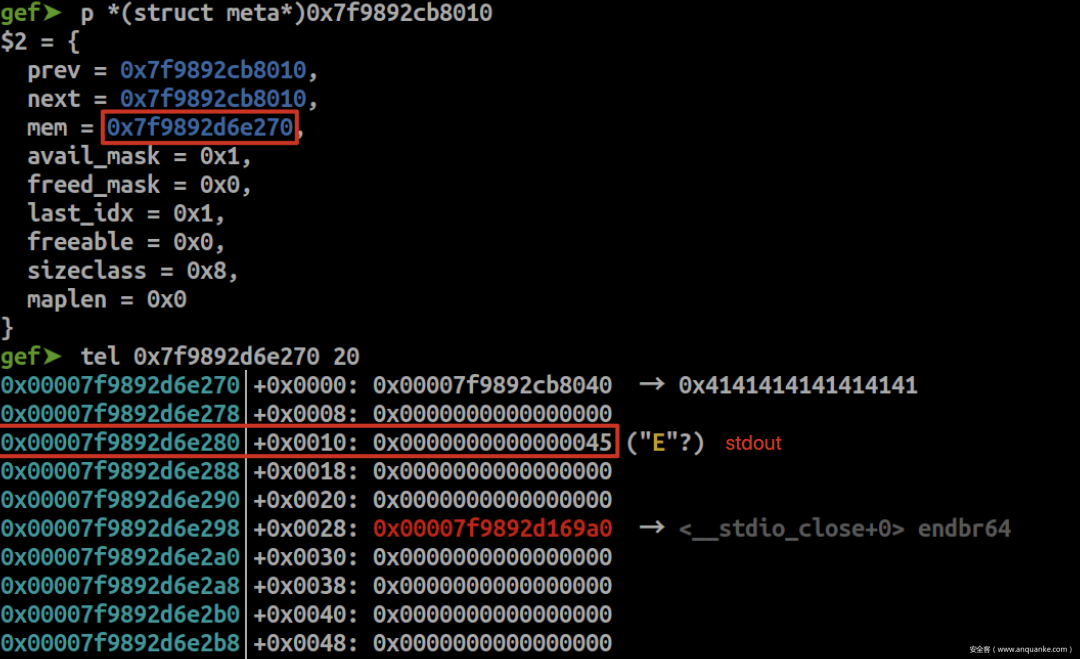 gef➤ p *(struct meta*)0x7f9892cb8010
$2 = {
  prev = 0x7f9892cb8010,
  next = 0x7f9892cb8010,
  mem = 0x7f9892d6e270,
  avail_mask = 0x1,
  freed_mask = 0x0,
  last_idx = 0x1,
  freeable = 0x0,
  sizeclass = 0x8,
  maplen = 0x0
}
gef➤ tel 0x7f9892d6e270 20
0x00007f9892d6e270│+0x0000: 0x00007f9892cb8040 → 0x4141414141414141
0x00007f9892d6e278│+0x0008: 0x0000000000000000
0x00007f9892d6e280│+0x0010: 0x0000000000000045 ("E"?) stdout
0x00007f9892d6e288│+0x0018: 0x0000000000000000
0x00007f9892d6e290│+0x0020: 0x0000000000000000
0x00007f9892d6e298│+0x0028: 0x00007f9892d169a0 → <__stdio_close+0> endbr64
0x00007f9892d6e2a0│+0x0030: 0x0000000000000000
0x00007f9892d6e2a8│+0x0038: 0x0000000000000000
0x00007f9892d6e2b0│+0x0040: 0x0000000000000000
0x00007f9892d6e2b8│+0x0048: 0x0000000000000000
安全客（www.anquanke.com）